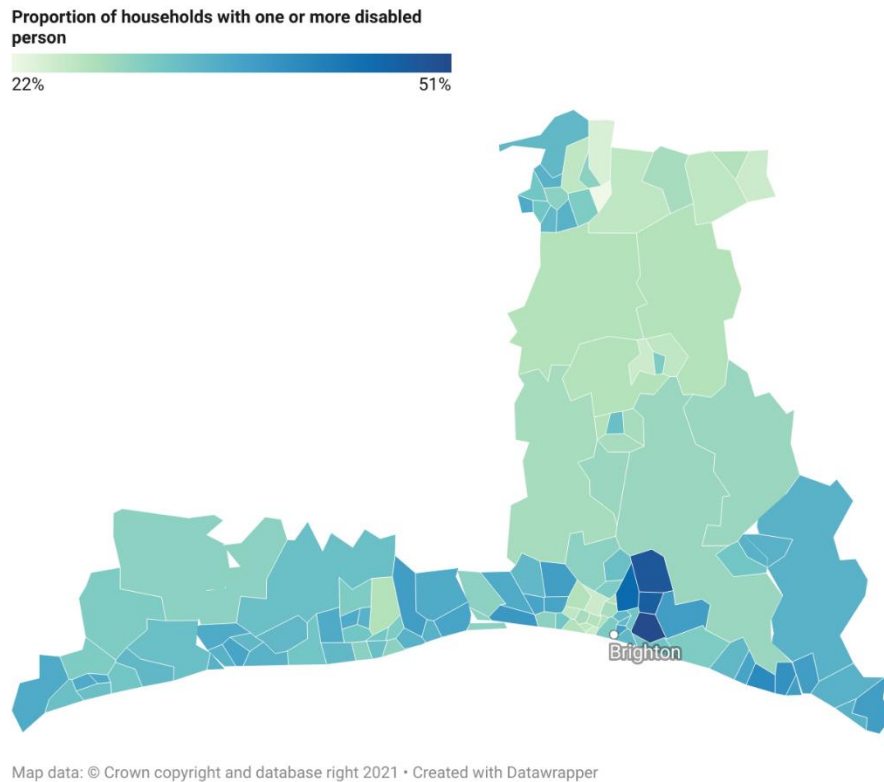 Proportion of households with one or more disabled
person
22% 51%
Brighton
Map data: © Crown copyright and database right 2021 • Created with Datawrapper